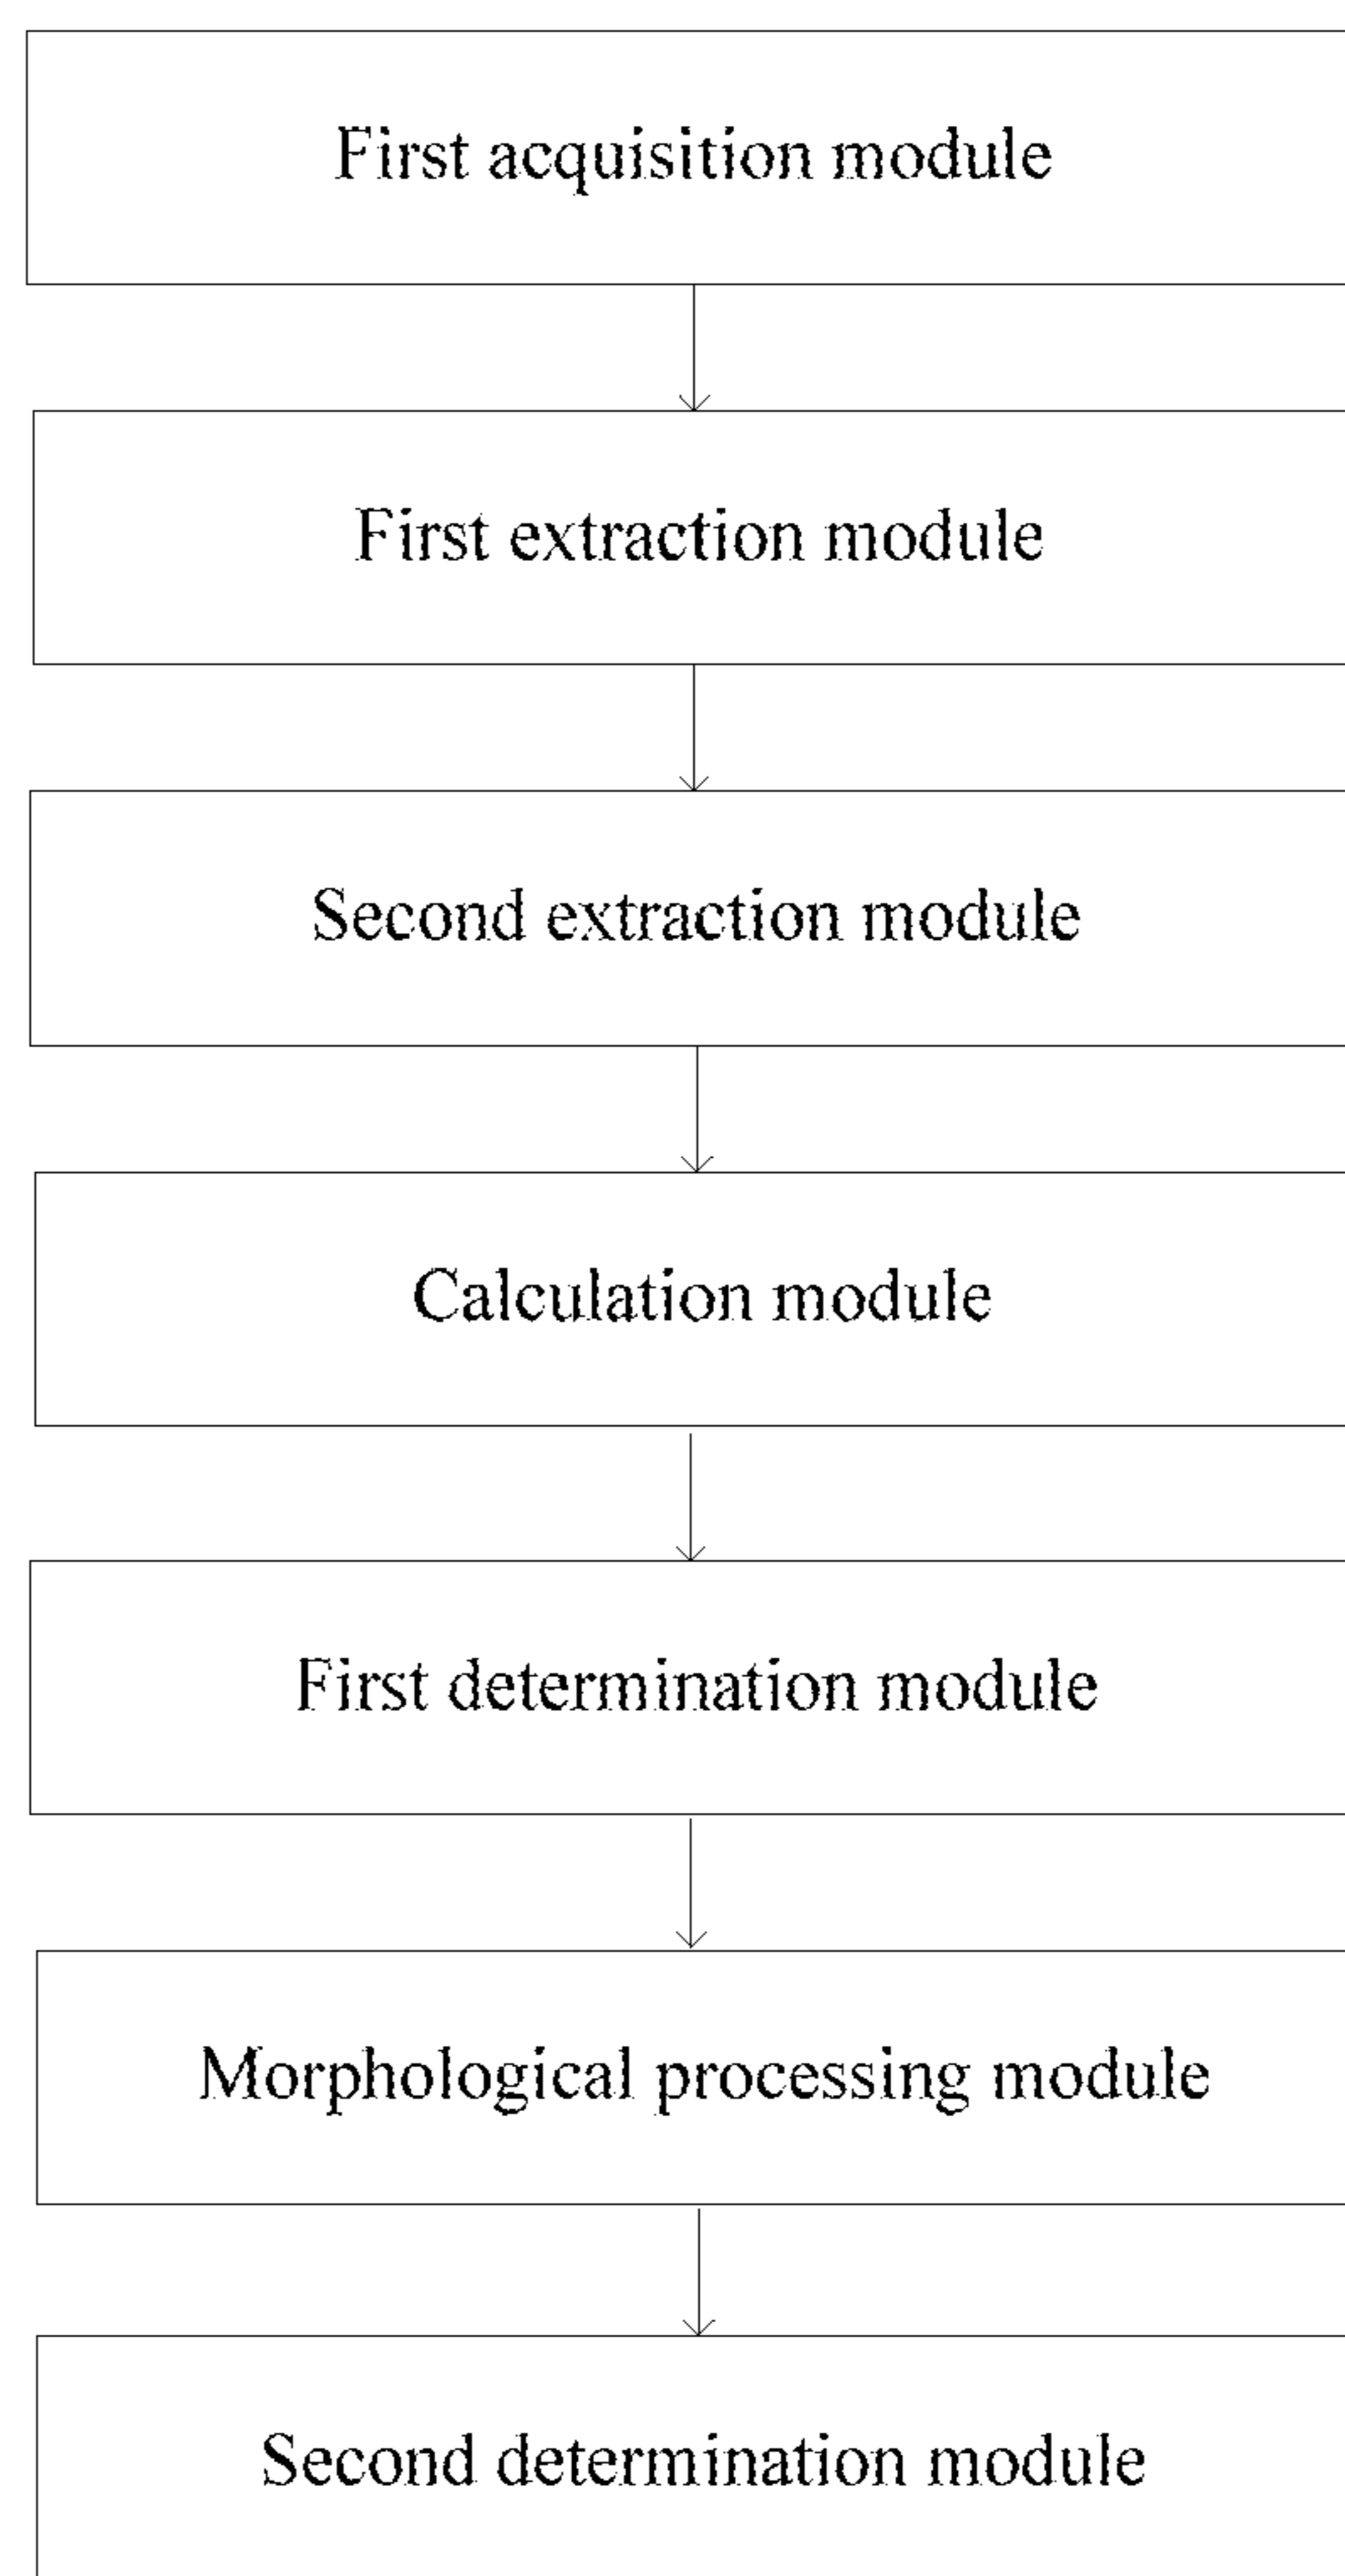 First acquisition module
First extraction module
Second extraction module
Calculation module
First determination module
Morphological processing module
Second determination module